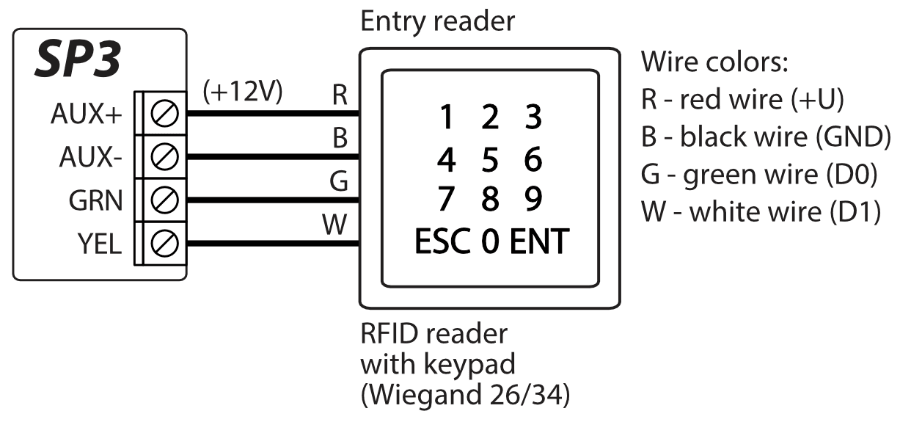 Entry reader
SP3
(+12V)
AUX+
R
AUX-
B
GRN
G
YEL
W
1 2 3
4 5 6
7 8 9
ESC 0 ENT
Wire colors:
R - red wire (+U)
B - black wire (GND)
G - green wire (D0)
W - white wire (D1)
RFID reader
with keypad
(Wiegand 26/34)